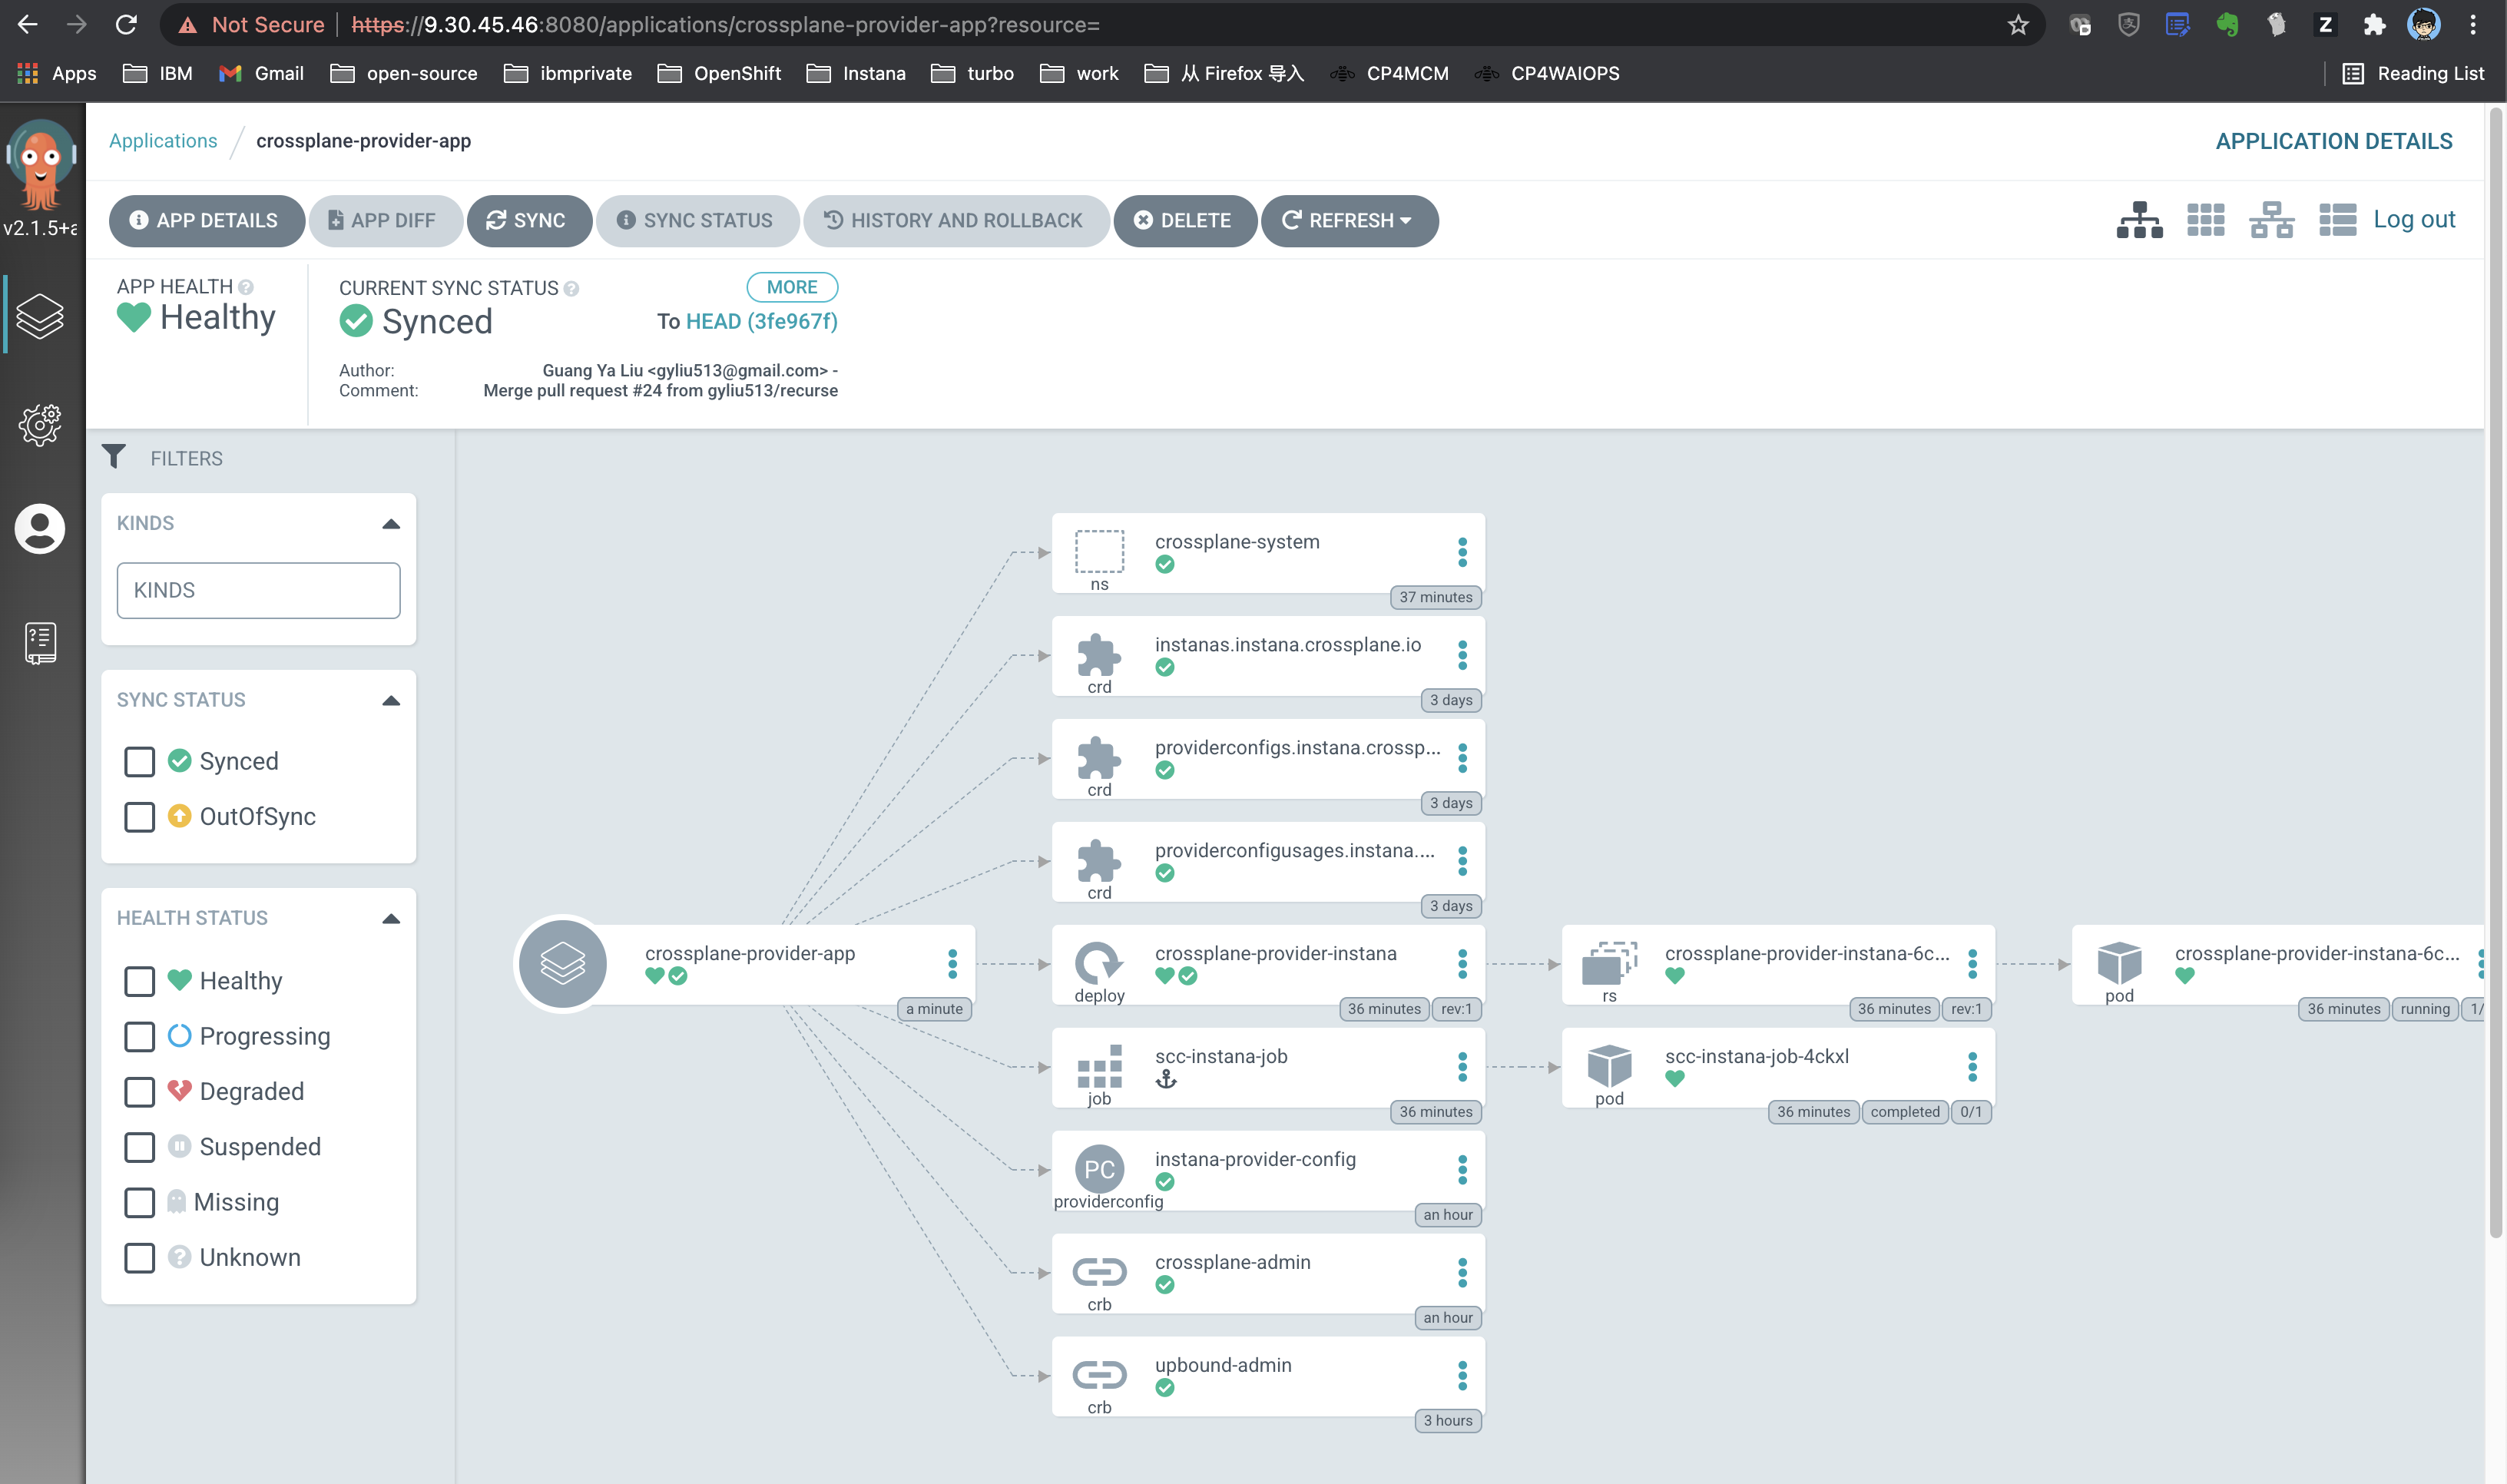 Not Secure https://9.30.45.46:8080/applications/crossplane-provider-app?resource=
Apps IBM Gmail open-source ibmprivate OpenShift Instana turbo work 从 Firefox 导入 CP4MCM CP4WAIOPS Reading List
Applications / crossplane-provider-app APPLICATION DETAILS
v2.1.5+a
APP DETAILS APP DIFF SYNC SYNC STATUS HISTORY AND ROLLBACK DELETE REFRESH Log out
APP HEALTH
Healthy
CURRENT SYNC STATUS MORE
Synced To HEAD (3fe967f)
Author: Guang Ya Liu <gyliu513@gmail.com> -
Comment: Merge pull request #24 from gyliu513/recurse
FILTERS
KINDS
KINDS
SYNC STATUS
Synced
OutOfSync
HEALTH STATUS
Healthy
Progressing
Degraded
Suspended
Missing
Unknown
crossplane-provider-app
a minute
crossplane-system
ns
37 minutes
instanas.instana.crossplane.io
crd
3 days
providerconfigs.instana.crossp...
crd
3 days
providerconfigusages.instana....
crd
3 days
crossplane-provider-instana
deploy
36 minutes rev:1
crossplane-provider-instana-6c...
rs
36 minutes rev:1
crossplane-provider-instana-6c...
pod
36 minutes running 1/
scc-instana-job
job
36 minutes
scc-instana-job-4ckxl
pod
36 minutes completed 0/1
PC
instana-provider-config
providerconfig
an hour
crossplane-admin
crb
an hour
upbound-admin
crb
3 hours